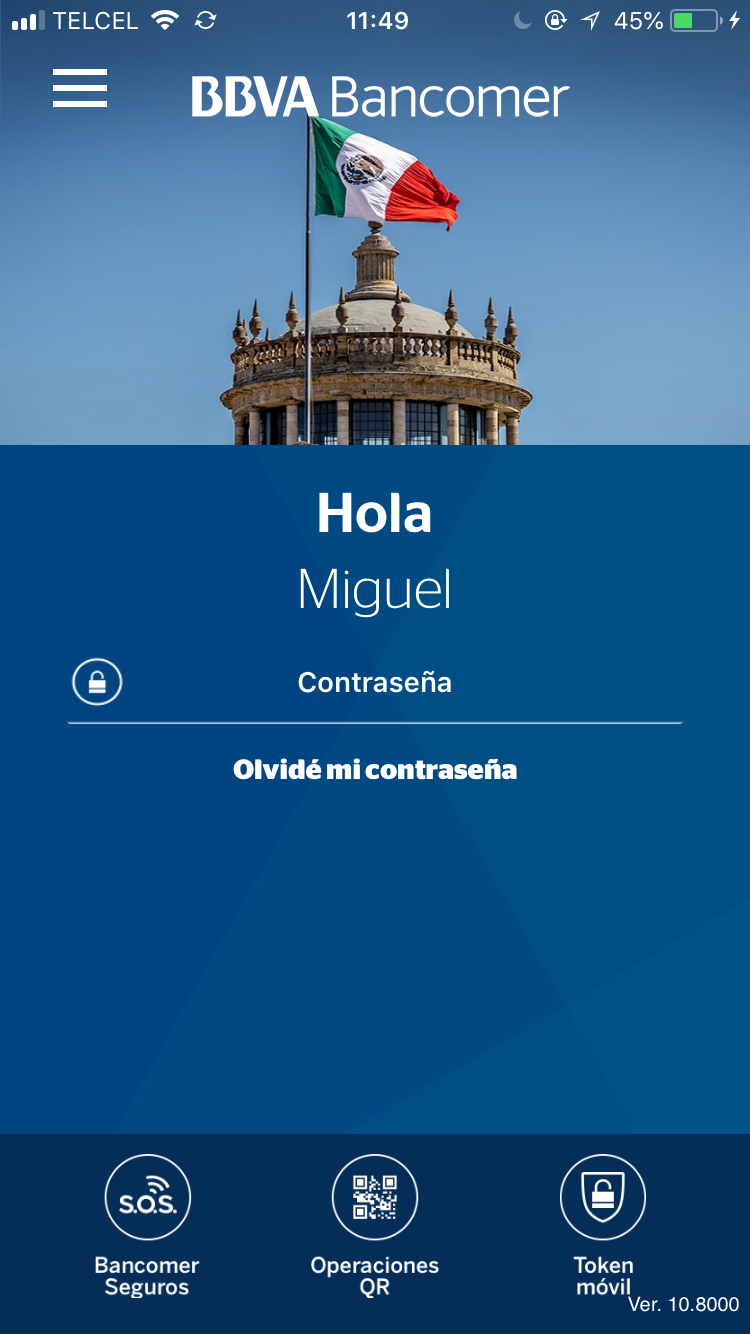 TELCEL 11:49 45%
BBVA Bancomer
Hola
Miguel
Contraseña
Olvidé mi contraseña
S.O.S.
Bancomer
Seguros
Operaciones
QR
Token
móvil
Ver. 10.8000